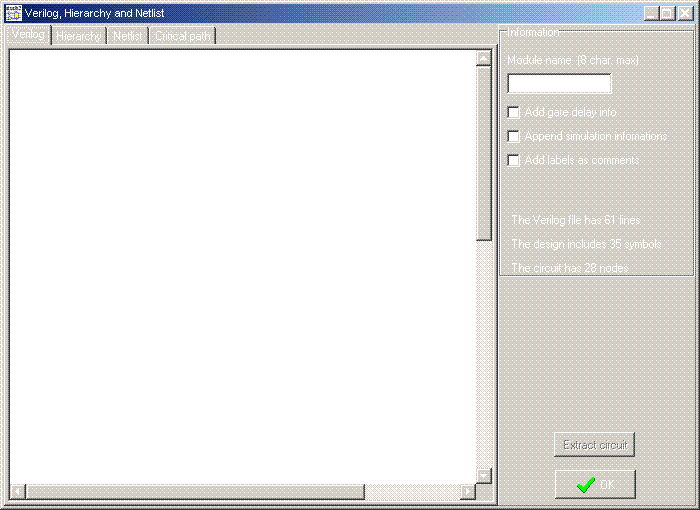 Verilog, Hierarchy and Netlist
Verilog Hierarchy Netlist Critical path
Information
Module name (8 char. max)
Add gate delay info
Append simulation infomations
Add labels as comments
The Verilog file has 61 lines
The design includes 35 symbols
The circuit has 28 nodes
Extract circuit
OK